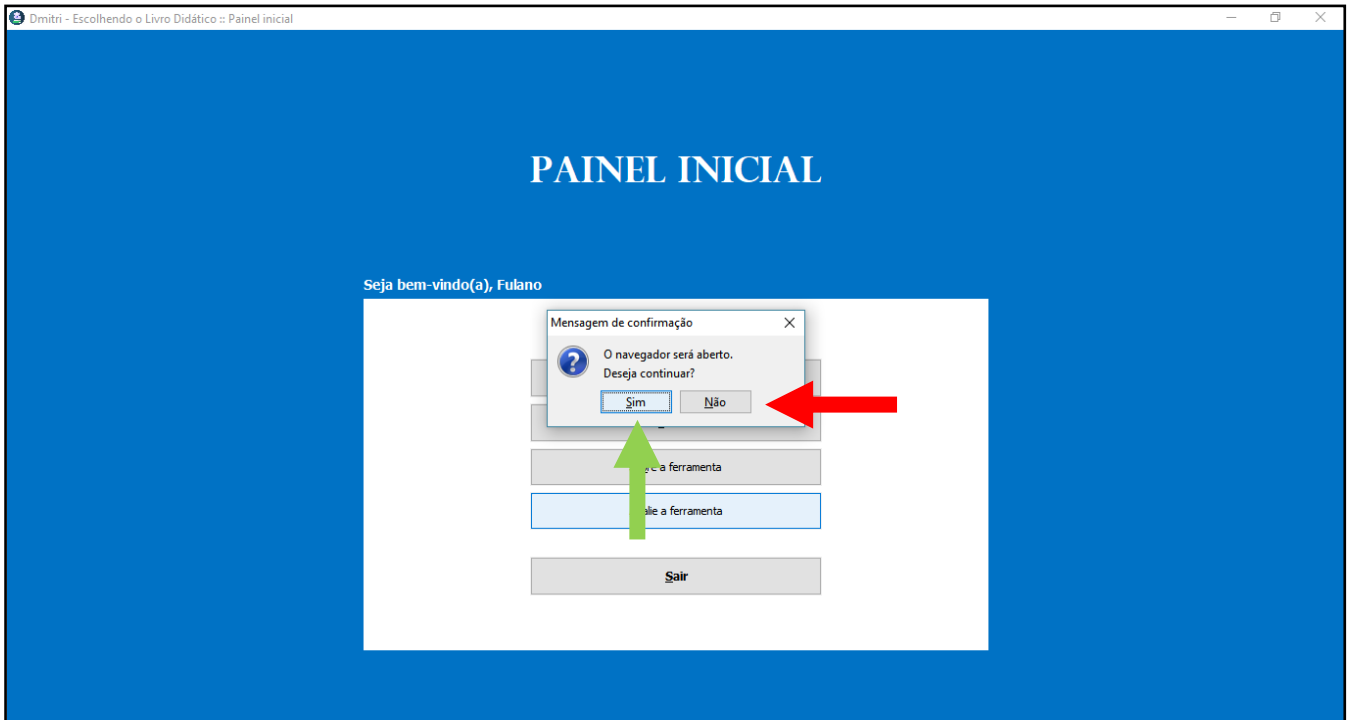 Dmitri - Escolhendo o Livro Didático :: Painel inicial
PAINEL INICIAL
Seja bem-vindo(a), Fulano
Mensagem de confirmação
O navegador será aberto.
Deseja continuar?
Sim Não
a ferramenta
a ferramenta
Sair